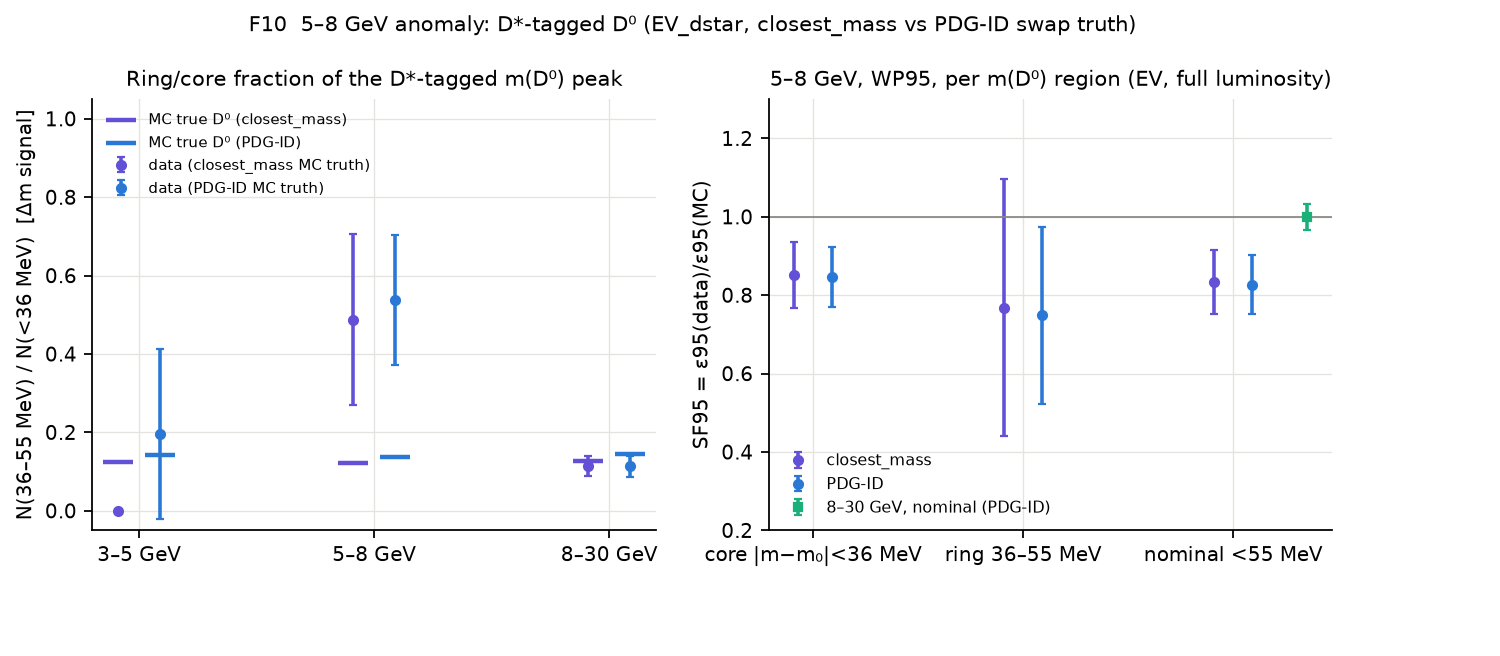 F10  5–8 GeV anomaly: D*-tagged D⁰ (EV_dstar, closest_mass vs PDG-ID swap truth)
Ring/core fraction of the D*-tagged m(D⁰) peak
N(36–55 MeV) / N(<36 MeV)  [Δm signal]
1.0
0.8
0.6
0.4
0.2
0.0
MC true D⁰ (closest_mass)
MC true D⁰ (PDG-ID)
data (closest_mass MC truth)
data (PDG-ID MC truth)
3–5 GeV
5–8 GeV
8–30 GeV
5–8 GeV, WP95, per m(D⁰) region (EV, full luminosity)
SF95 = ε95(data)/ε95(MC)
1.2
1.0
0.8
0.6
0.4
0.2
closest_mass
PDG-ID
8–30 GeV, nominal (PDG-ID)
core |m−m₀|<36 MeV
ring 36–55 MeV
nominal <55 MeV